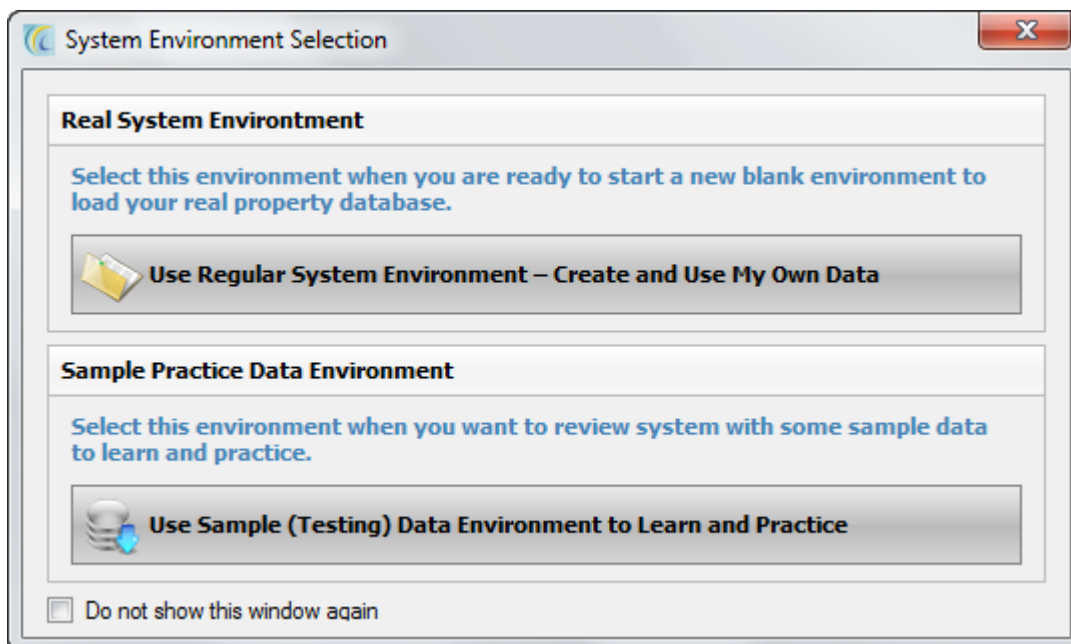 System Environment Selection
Real System Environtment
Select this environment when you are ready to start a new blank environment to
load your real property database.
Use Regular System Environment – Create and Use My Own Data
Sample Practice Data Environment
Select this environment when you want to review system with some sample data
to learn and practice.
Use Sample (Testing) Data Environment to Learn and Practice
Do not show this window again